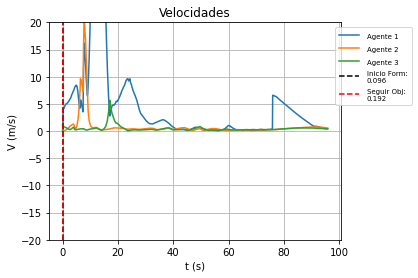 Velocidades
20
15
10
5
0
−5
−10
−15
−20
V (m/s)
0
20
40
60
80
100
t (s)
Agente 1
Agente 2
Agente 3
Inicio Form:
0.096
Seguir Obj:
0.192